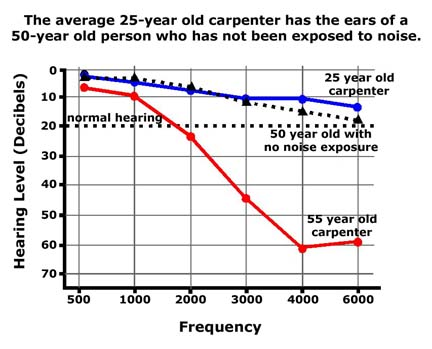 The average 25-year old carpenter has the ears of a
50-year old person who has not been exposed to noise.
Hearing Level (Decibels)
0
10
20
30
40
50
60
70
25 year old
carpenter
normal hearing
50 year old with
no noise exposure
55 year old
carpenter
500 1000 2000 3000 4000 6000
Frequency